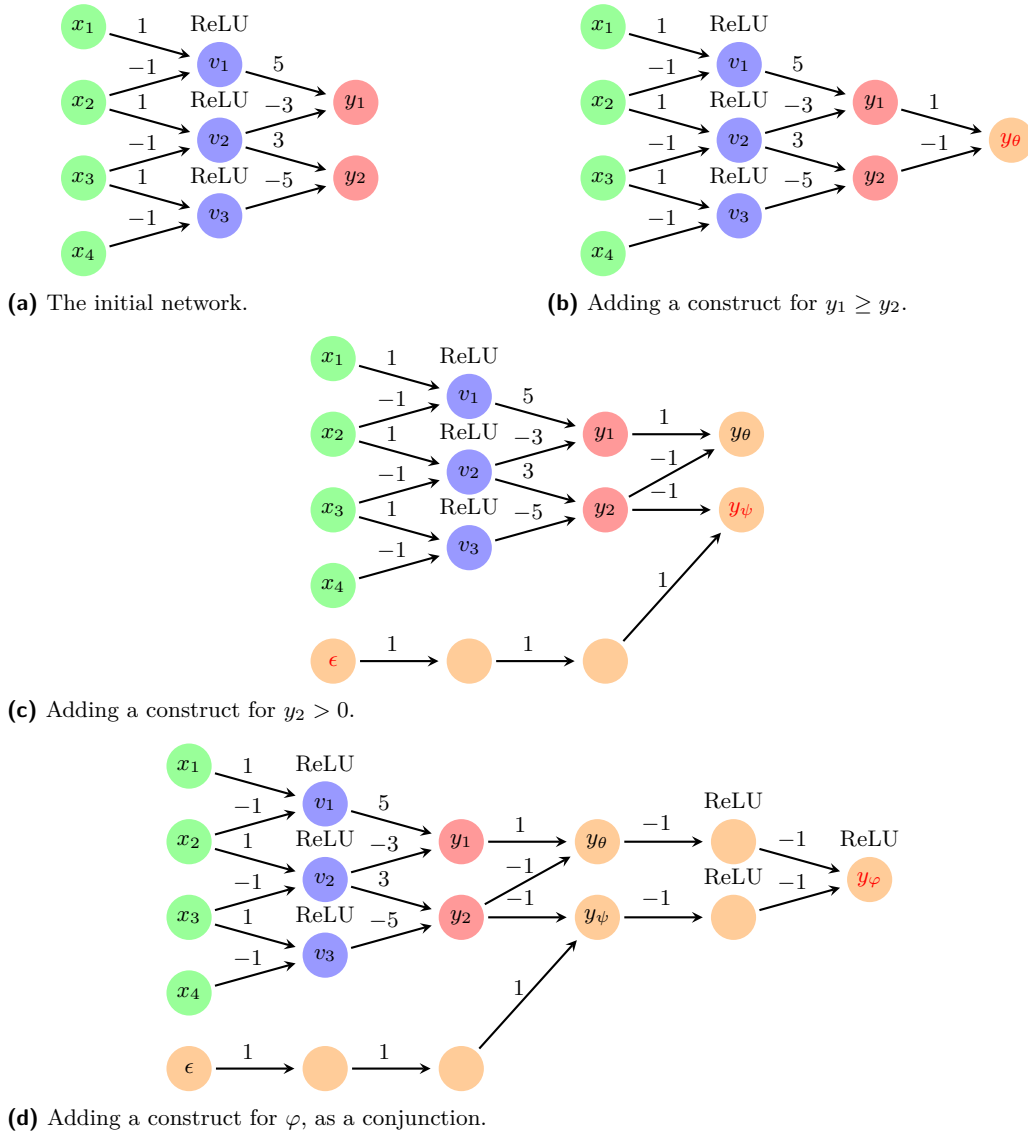 x1 1 ReLU
v1 5
−1 ReLU
x2 1 −3 y1
v2 3
−1 ReLU
x3 1 −5 y2
v3
−1
x4
(a) The initial network.
x1 1 ReLU
v1 5
−1 ReLU
x2 1 −3 y1 1
v2 3 yθ
−1 ReLU −1
x3 1 −5 y2
v3
−1
x4
(b) Adding a construct for y1 ≥ y2.
x1 1 ReLU
v1 5
−1 ReLU 1
x2 1 −3 y1 yθ
v2 3 −1
−1 ReLU −1
x3 1 −5 y2 yψ
v3
−1 1
x4
ϵ 1 1
(c) Adding a construct for y2 > 0.
x1 1 ReLU
v1 5 ReLU
−1 ReLU 1 −1 −1 ReLU
x2 1 −3 y1 yθ
v2 3 −1 ReLU −1 yφ
−1 ReLU −1 −1
x3 1 −5 y2 yψ
v3
−1 1
x4
ϵ 1 1
(d) Adding a construct for φ, as a conjunction.